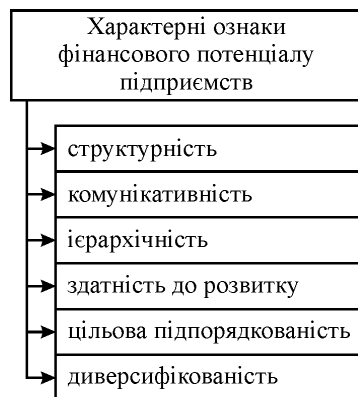 Характерні ознаки
фінансового потенціалу
підприємств
структурність
комунікативність
ієрархічність
здатність до розвитку
цільова підпорядкованість
диверсифікованість